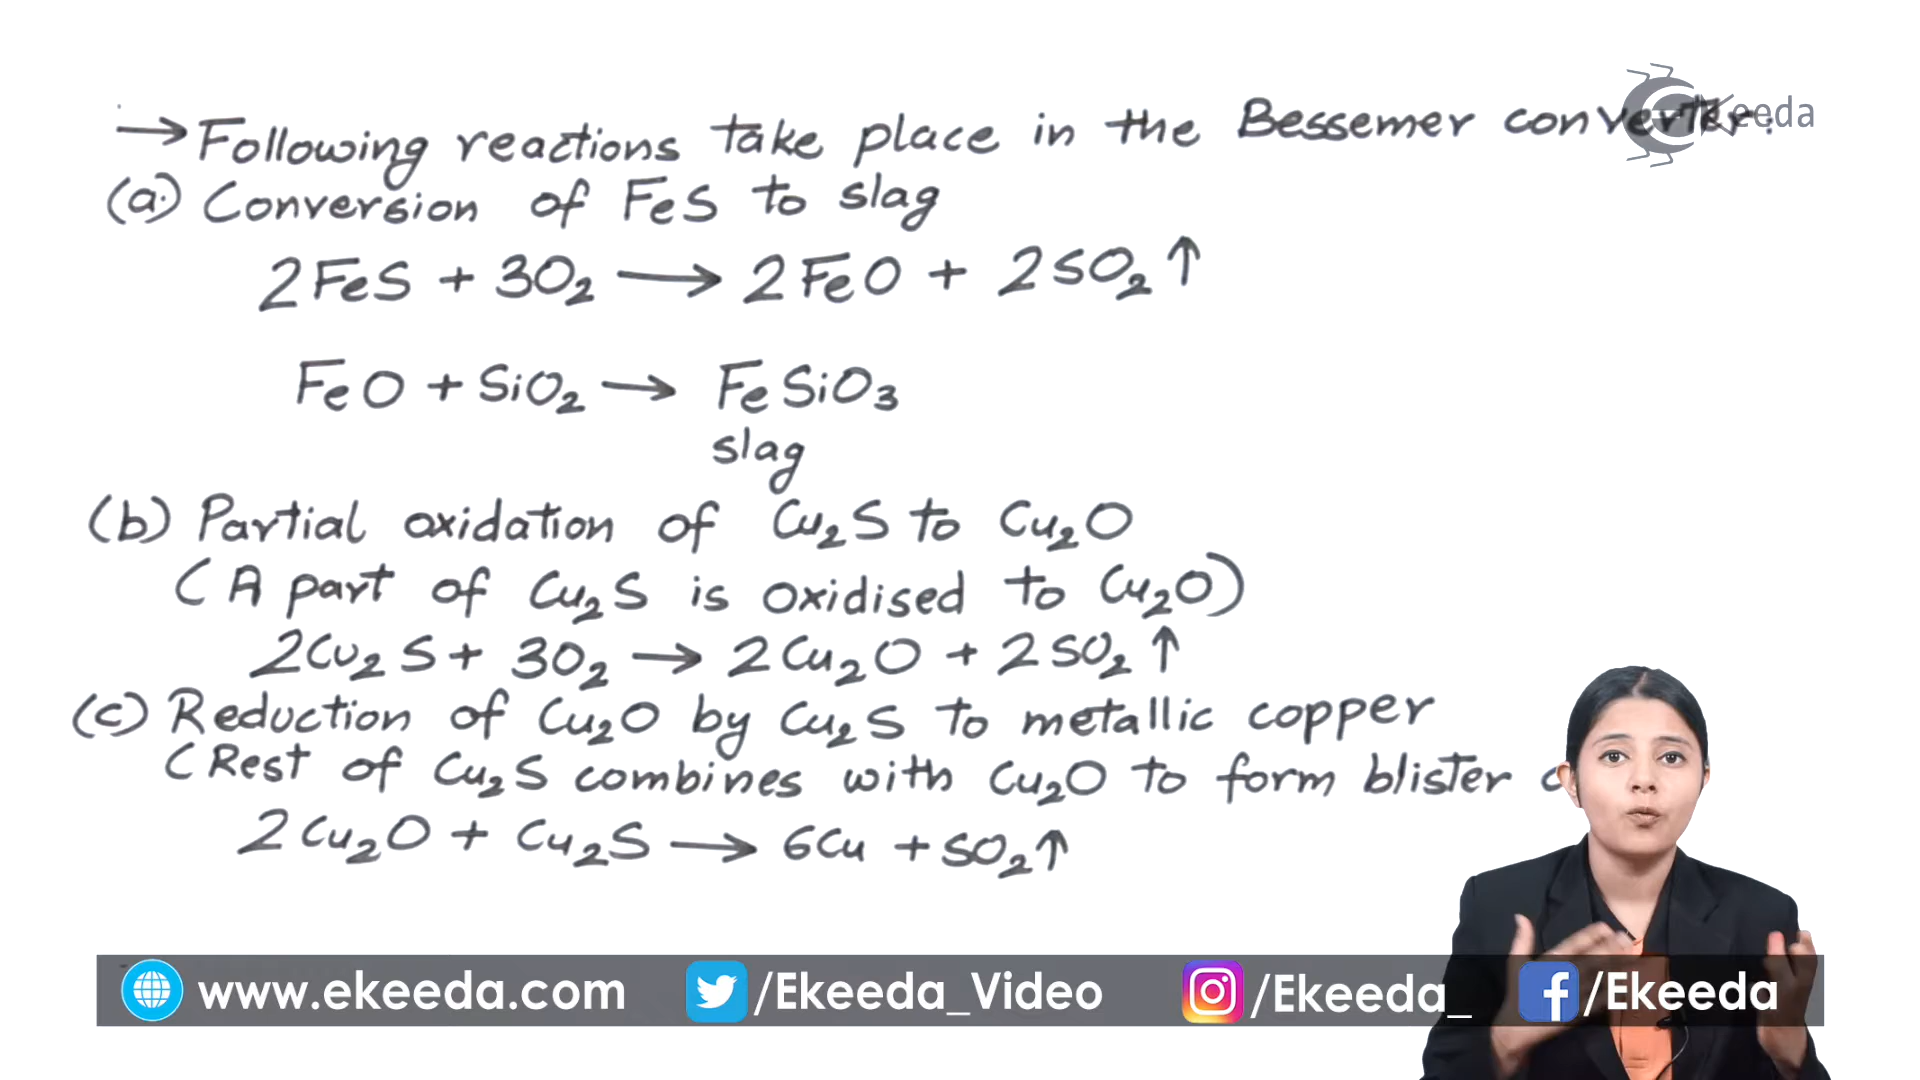 → Following reactions take place in the Bessemer converter.
Ekeeda
(a) Conversion of FeS to slag
2FeS + 3O₂ → 2FeO + 2SO₂ ↑
FeO + SiO₂ → FeSiO₃
slag
(b) Partial oxidation of Cu₂S to Cu₂O
(A part of Cu₂S is oxidised to Cu₂O)
2Cu₂S + 3O₂ → 2Cu₂O + 2SO₂ ↑
(c) Reduction of Cu₂O by Cu₂S to metallic copper
(Rest of Cu₂S combines with Cu₂O to form blister
2Cu₂O + Cu₂S → 6Cu + SO₂ ↑
www.ekeeda.com /Ekeeda_Video /Ekeeda_ /Ekeeda